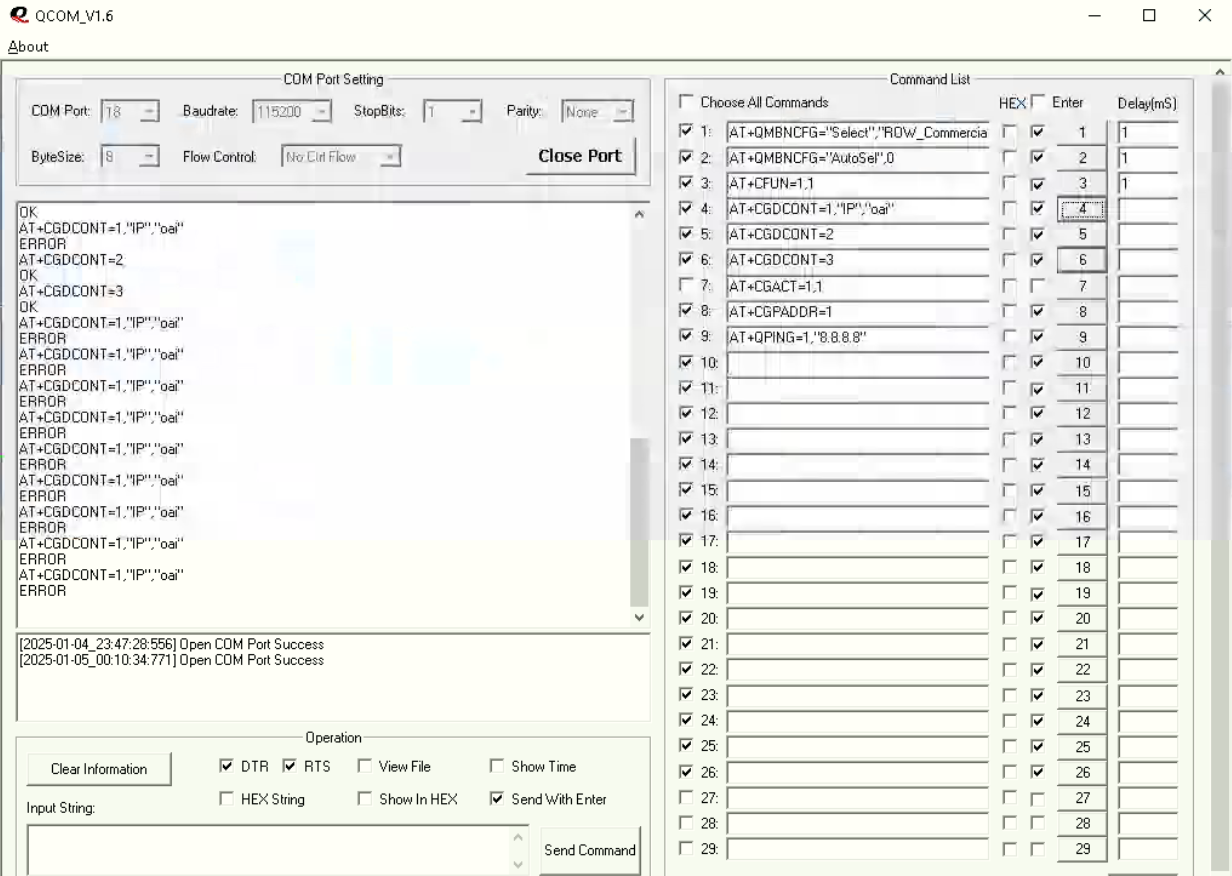 QCOM_V1.6
About
COM Port Setting
COM Port: 18 Baudrate: 115200 StopBits: 1 Parity: None
ByteSize: 8 Flow Control: No Ctrl Flow Close Port
OK
AT+CGDCONT=1,"IP","oai"
ERROR
AT+CGDCONT=2
OK
AT+CGDCONT=3
OK
AT+CGDCONT=1,"IP","oai"
ERROR
AT+CGDCONT=1,"IP","oai"
ERROR
AT+CGDCONT=1,"IP","oai"
ERROR
AT+CGDCONT=1,"IP","oai"
ERROR
AT+CGDCONT=1,"IP","oai"
ERROR
AT+CGDCONT=1,"IP","oai"
ERROR
AT+CGDCONT=1,"IP","oai"
ERROR
AT+CGDCONT=1,"IP","oai"
ERROR
AT+CGDCONT=1,"IP","oai"
ERROR
[2025-01-04_23:47:28:556] Open COM Port Success
[2025-01-05_00:10:34:771] Open COM Port Success
Operation
Clear Information DTR RTS View File Show Time
HEX String Show In HEX Send With Enter
Input String:
Send Command
Command List
Choose All Commands HEX Enter Delay(mS)
1: AT+QMBNCFG="Select","ROW_Commercia 1 1
2: AT+QMBNCFG="AutoSel",0 2 1
3: AT+CFUN=1,1 3 1
4: AT+CGDCONT=1,"IP","oai" 4
5: AT+CGDCONT=2 5
6: AT+CGDCONT=3 6
7: AT+CGACT=1,1 7
8: AT+CGPADDR=1 8
9: AT+QPING=1,"8.8.8.8" 9
10: 10
11: 11
12: 12
13: 13
14: 14
15: 15
16: 16
17: 17
18: 18
19: 19
20: 20
21: 21
22: 22
23: 23
24: 24
25: 25
26: 26
27: 27
28: 28
29: 29